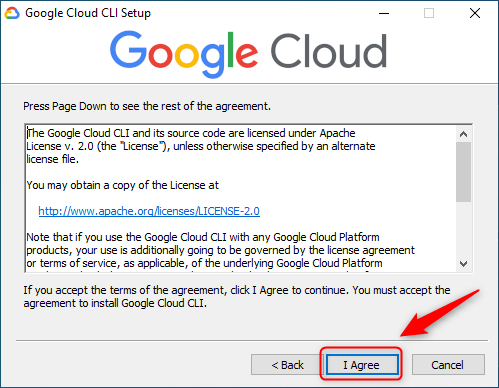 Google Cloud CLI Setup
Google Cloud
Press Page Down to see the rest of the agreement.
The Google Cloud CLI and its source code are licensed under Apache
License v. 2.0 (the "License"), unless otherwise specified by an alternate
license file.
You may obtain a copy of the License at
http://www.apache.org/licenses/LICENSE-2.0
Note that if you use the Google Cloud CLI with any Google Cloud Platform
products, your use is additionally going to be governed by the license agreement
or terms of service, as applicable, of the underlying Google Cloud Platform
If you accept the terms of the agreement, click I Agree to continue. You must accept the
agreement to install Google Cloud CLI.
< Back
I Agree
Cancel